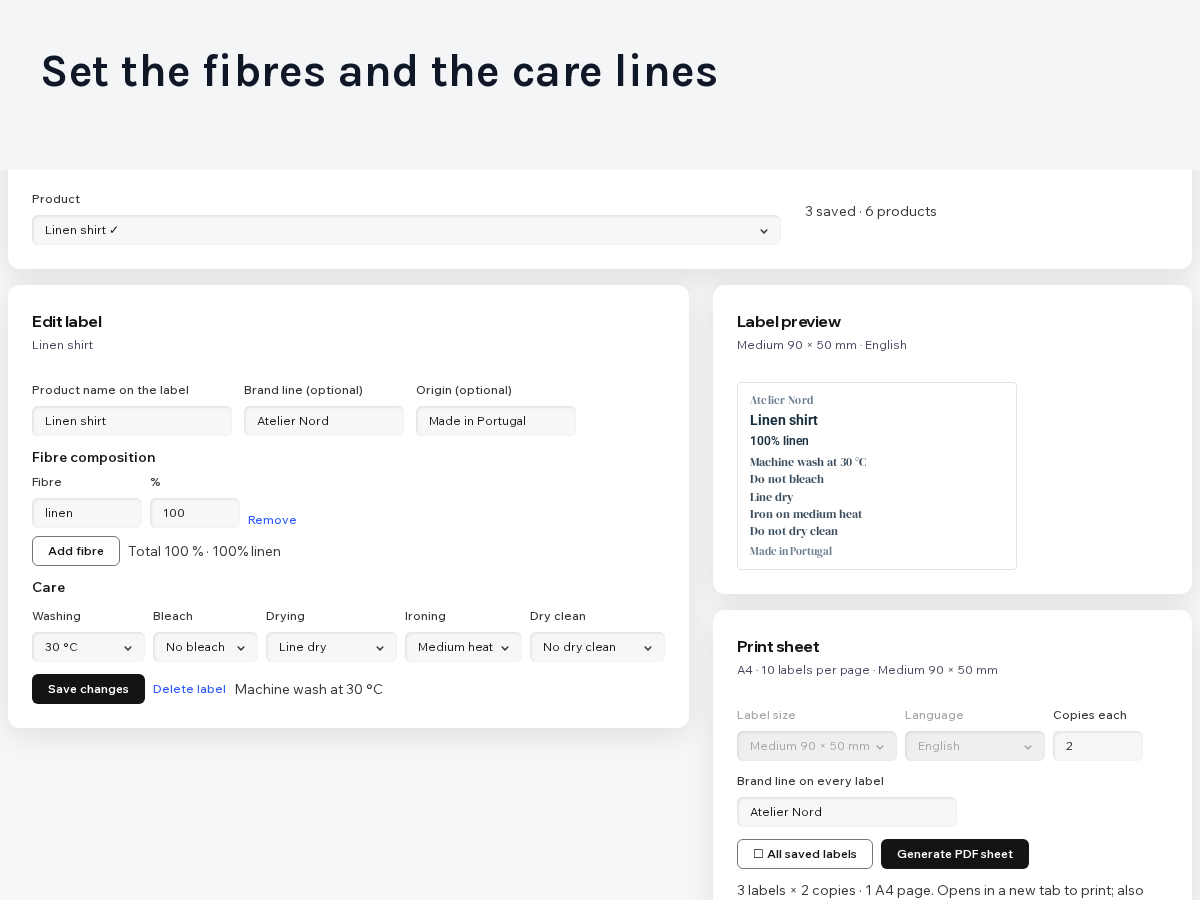 Set the fibres and the care lines
Product
Linen shirt ✓
3 saved · 6 products
Edit label
Linen shirt
Product name on the label
Brand line (optional)
Origin (optional)
Linen shirt
Atelier Nord
Made in Portugal
Fibre composition
Fibre
%
linen
100
Remove
Add fibre
Total 100 % · 100% linen
Care
Washing
Bleach
Drying
Ironing
Dry clean
30 °C
No bleach
Line dry
Medium heat
No dry clean
Save changes
Delete label
Machine wash at 30 °C
Label preview
Medium 90 × 50 mm · English
Atelier Nord
Linen shirt
100% linen
Machine wash at 30 °C
Do not bleach
Line dry
Iron on medium heat
Do not dry clean
Made in Portugal
Print sheet
A4 · 10 labels per page · Medium 90 × 50 mm
Label size
Language
Copies each
Medium 90 × 50 mm
English
2
Brand line on every label
Atelier Nord
☐ All saved labels
Generate PDF sheet
3 labels × 2 copies · 1 A4 page. Opens in a new tab to print; also